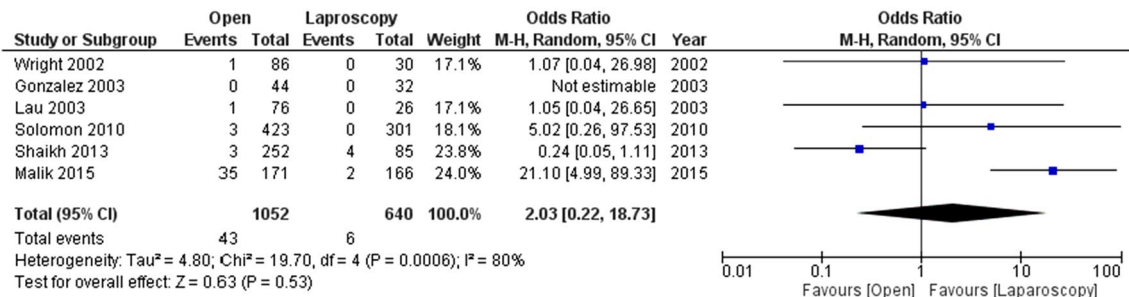 Open Laparoscopy Odds Ratio Odds Ratio
Study or Subgroup Events Total Events Total Weight M-H, Random, 95% CI Year M-H, Random, 95% CI
Wright 2002 1 86 0 30 17.1% 1.07 [0.04, 26.98] 2002
Gonzalez 2003 0 44 0 32 Not estimable 2003
Lau 2003 1 76 0 26 17.1% 1.05 [0.04, 26.65] 2003
Solomon 2010 3 423 0 301 18.1% 5.02 [0.26, 97.53] 2010
Shaikh 2013 3 252 4 85 23.8% 0.24 [0.05, 1.11] 2013
Malik 2015 35 171 2 166 24.0% 21.10 [4.99, 89.33] 2015
Total (95% CI) 1052 640 100.0% 2.03 [0.22, 18.73]
Total events 43 6
Heterogeneity: Tau² = 4.80; Chi² = 19.70, df = 4 (P = 0.0006); I² = 80%
Test for overall effect: Z = 0.63 (P = 0.53)
0.01 0.1 1 10 100
Favours [Open] Favours [Laparoscopy]